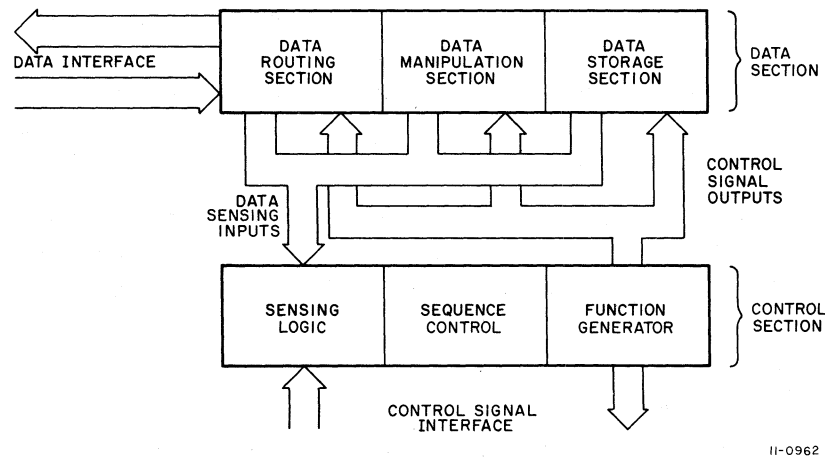 DATA INTERFACE
DATA
ROUTING
SECTION
DATA
MANIPULATION
SECTION
DATA
STORAGE
SECTION
DATA
SECTION
DATA
SENSING
INPUTS
CONTROL
SIGNAL
OUTPUTS
SENSING
LOGIC
SEQUENCE
CONTROL
FUNCTION
GENERATOR
CONTROL
SECTION
CONTROL SIGNAL
INTERFACE
11-0962